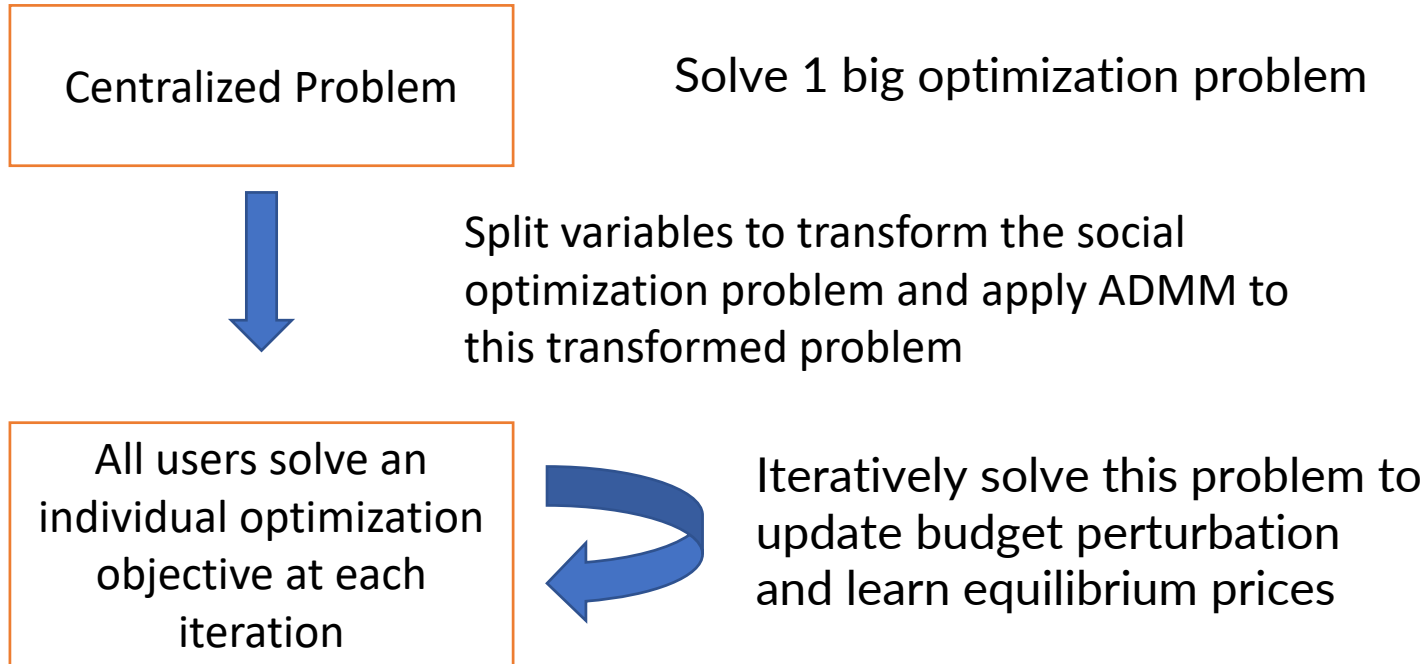 Centralized Problem
Solve 1 big optimization problem
Split variables to transform the social
optimization problem and apply ADMM to
this transformed problem
All users solve an
individual optimization
objective at each
iteration
Iteratively solve this problem to
update budget perturbation
and learn equilibrium prices